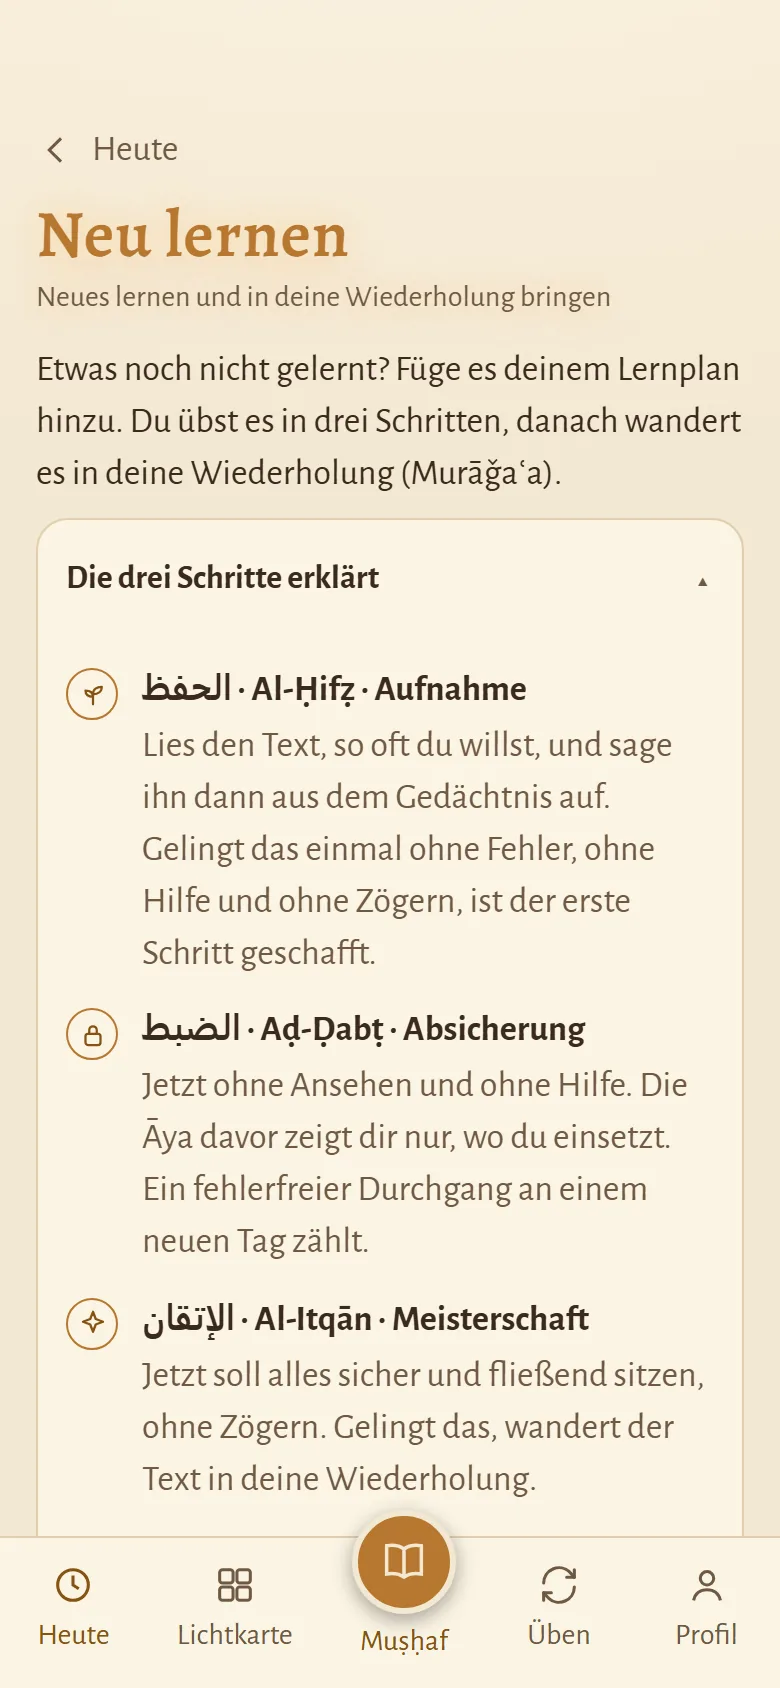 Heute
Neu lernen
Neues lernen und in deine Wiederholung bringen
Etwas noch nicht gelernt? Füge es deinem Lernplan
hinzu. Du übst es in drei Schritten, danach wandert
es in deine Wiederholung (Murāǧaʿa).
Die drei Schritte erklärt
الحفظ · Al-Ḥifẓ · Aufnahme
Lies den Text, so oft du willst, und sage
ihn dann aus dem Gedächtnis auf.
Gelingt das einmal ohne Fehler, ohne
Hilfe und ohne Zögern, ist der erste
Schritt geschafft.
الضبط · Aḍ-Ḍabṭ · Absicherung
Jetzt ohne Ansehen und ohne Hilfe. Die
Āya davor zeigt dir nur, wo du einsetzt.
Ein fehlerfreier Durchgang an einem
neuen Tag zählt.
الإتقان · Al-Itqān · Meisterschaft
Jetzt soll alles sicher und fließend sitzen,
ohne Zögern. Gelingt das, wandert der
Text in deine Wiederholung.
Heute
Lichtkarte
Muṣḥaf
Üben
Profil